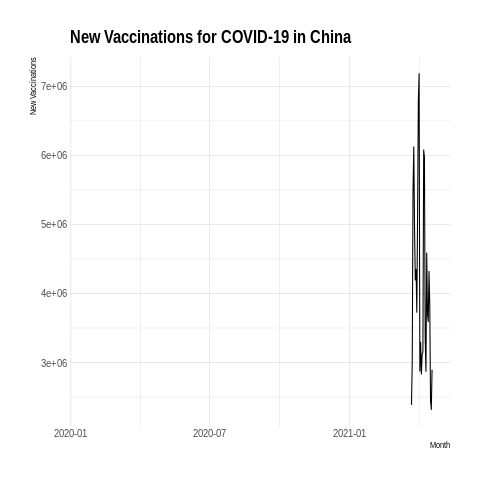 New Vaccinations for COVID-19 in China
New Vaccinations
7e+06
6e+06
5e+06
4e+06
3e+06
2020-01
2020-07
2021-01
Month